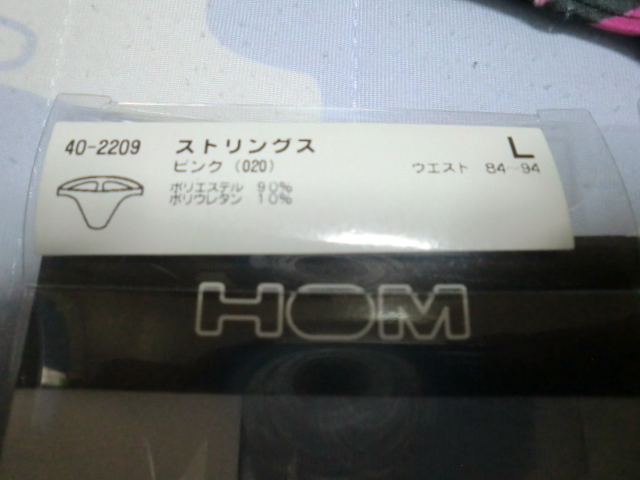 40-2209 ストリングス L
ピンク (020) ウエスト 84-94
ポリエステル 90%
ポリウレタン 10%
HOM